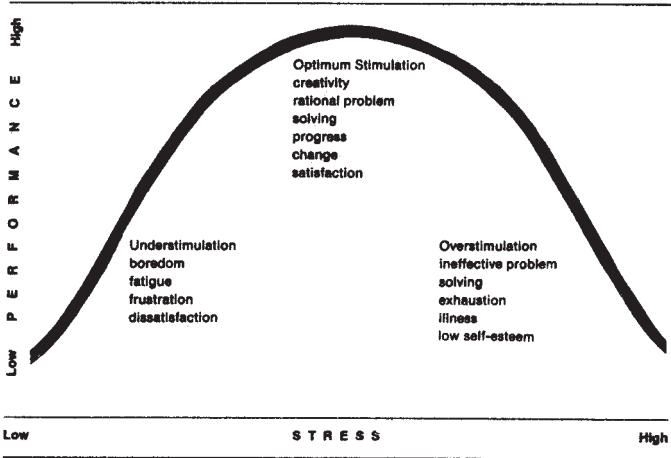 High
PERFORMANCE
Low
Optimum Stimulation
creativity
rational problem
solving
progress
change
satisfaction
Understimulation
boredom
fatigue
frustration
dissatisfaction
Overstimulation
ineffective problem
solving
exhaustion
illness
low self-esteem
Low
STRESS
High